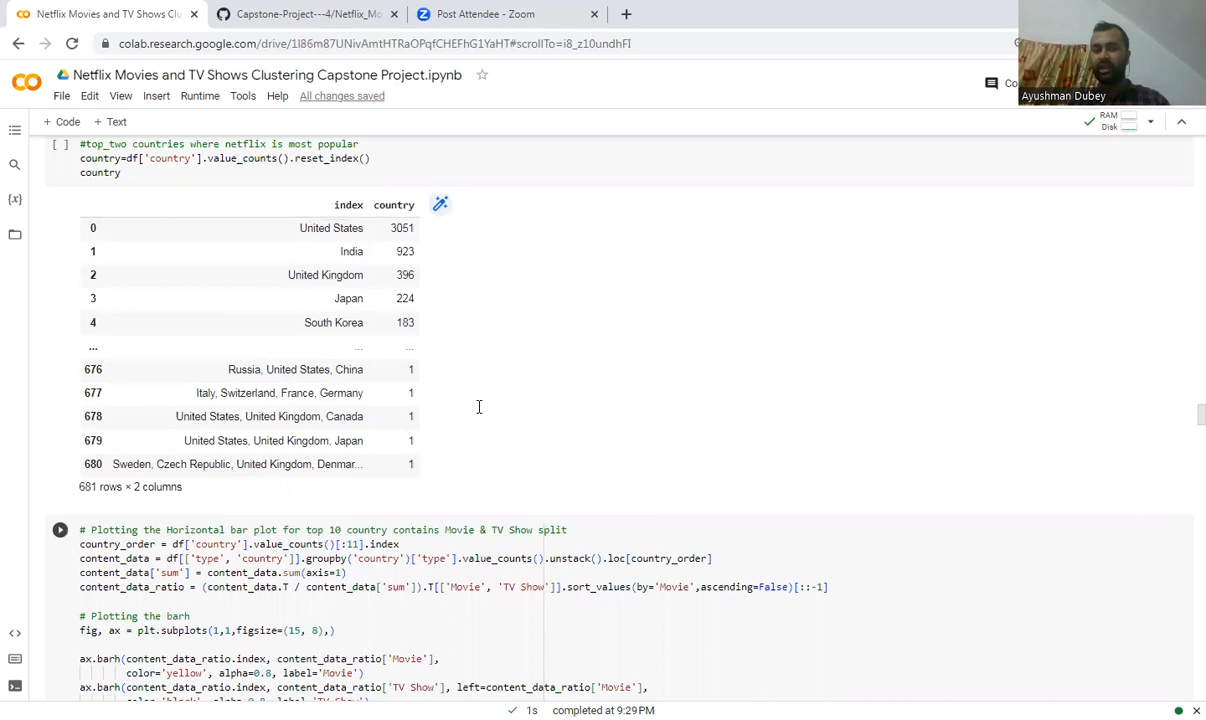 Netflix Movies and TV Shows Clu
Capstone-Project---4/Netflix_Mo
Post Attendee - Zoom
colab.research.google.com/drive/1l86m87UNivAmtHTRaOPqfCHEFhG1YaHT#scrollTo=i8_z10undhFI
Netflix Movies and TV Shows Clustering Capstone Project.ipynb
Co
Ayushman Dubey
File Edit View Insert Runtime Tools Help All changes saved
+ Code + Text
RAM
Disk
[ ] #top_two countries where netflix is most popular
country=df['country'].value_counts().reset_index()
country
index country
0 United States 3051
1 India 923
2 United Kingdom 396
3 Japan 224
4 South Korea 183
... ... ...
676 Russia, United States, China 1
677 Italy, Switzerland, France, Germany 1
678 United States, United Kingdom, Canada 1
679 United States, United Kingdom, Japan 1
680 Sweden, Czech Republic, United Kingdom, Denmar... 1
681 rows × 2 columns
# Plotting the Horizontal bar plot for top 10 country contains Movie & TV Show split
country_order = df['country'].value_counts()[:11].index
content_data = df[['type', 'country']].groupby('country')['type'].value_counts().unstack().loc[country_order]
content_data['sum'] = content_data.sum(axis=1)
content_data_ratio = (content_data.T / content_data['sum']).T[['Movie', 'TV Show']].sort_values(by='Movie',ascending=False)[::-1]
# Plotting the barh
fig, ax = plt.subplots(1,1,figsize=(15, 8),)
ax.barh(content_data_ratio.index, content_data_ratio['Movie'],
color='yellow', alpha=0.8, label='Movie')
ax.barh(content_data_ratio.index, content_data_ratio['TV Show'], left=content_data_ratio['Movie'],
color='black', alpha=0.8, label='TV Show')
1s completed at 9:29PM